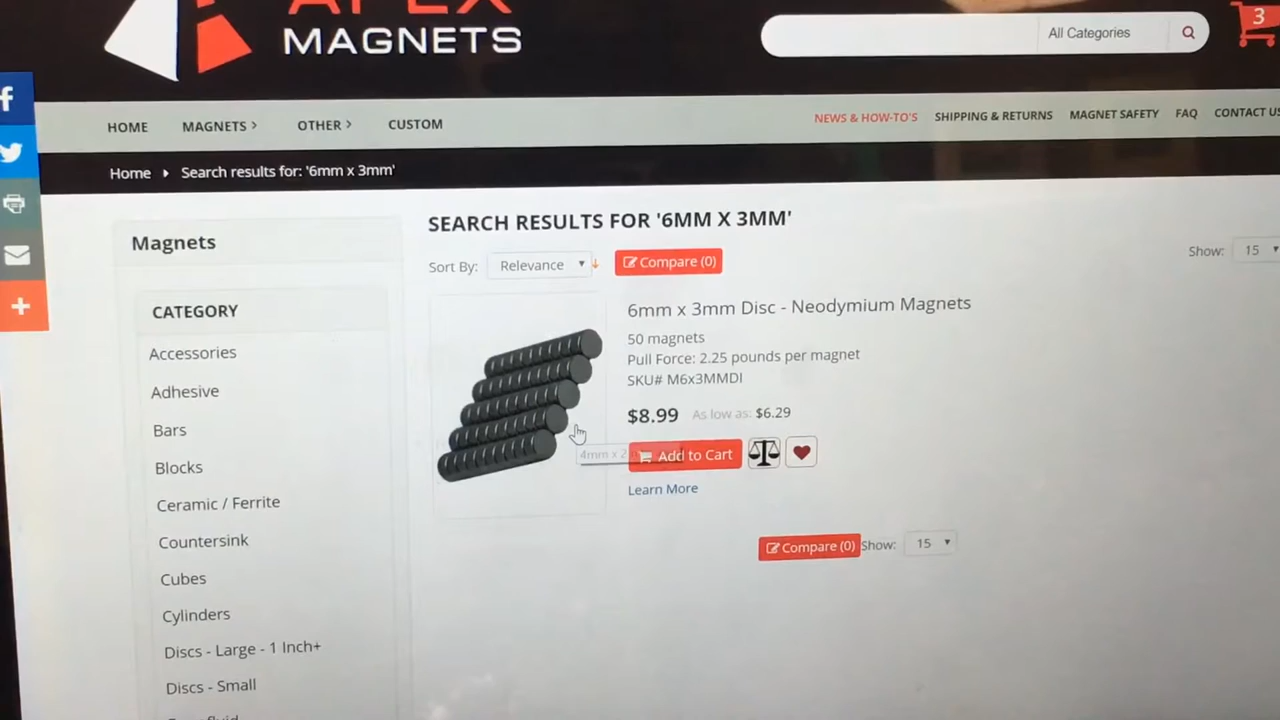 APEX
MAGNETS
All Categories
3
f
HOME
MAGNETS
OTHER
CUSTOM
NEWS & HOW-TO'S
SHIPPING & RETURNS
MAGNET SAFETY
FAQ
CONTACT US
Home
Search results for: '6mm x 3mm'
Magnets
CATEGORY
Accessories
Adhesive
Bars
Blocks
Ceramic / Ferrite
Countersink
Cubes
Cylinders
Discs - Large - 1 Inch+
Discs - Small
SEARCH RESULTS FOR '6MM X 3MM'
Sort By: Relevance
Compare (0)
Show: 15
6mm x 3mm Disc - Neodymium Magnets
50 magnets
Pull Force: 2.25 pounds per magnet
SKU# M6x3MMDI
$8.99 As low as: $6.29
4mm x 2
Add to Cart
Learn More
Compare (0) Show: 15